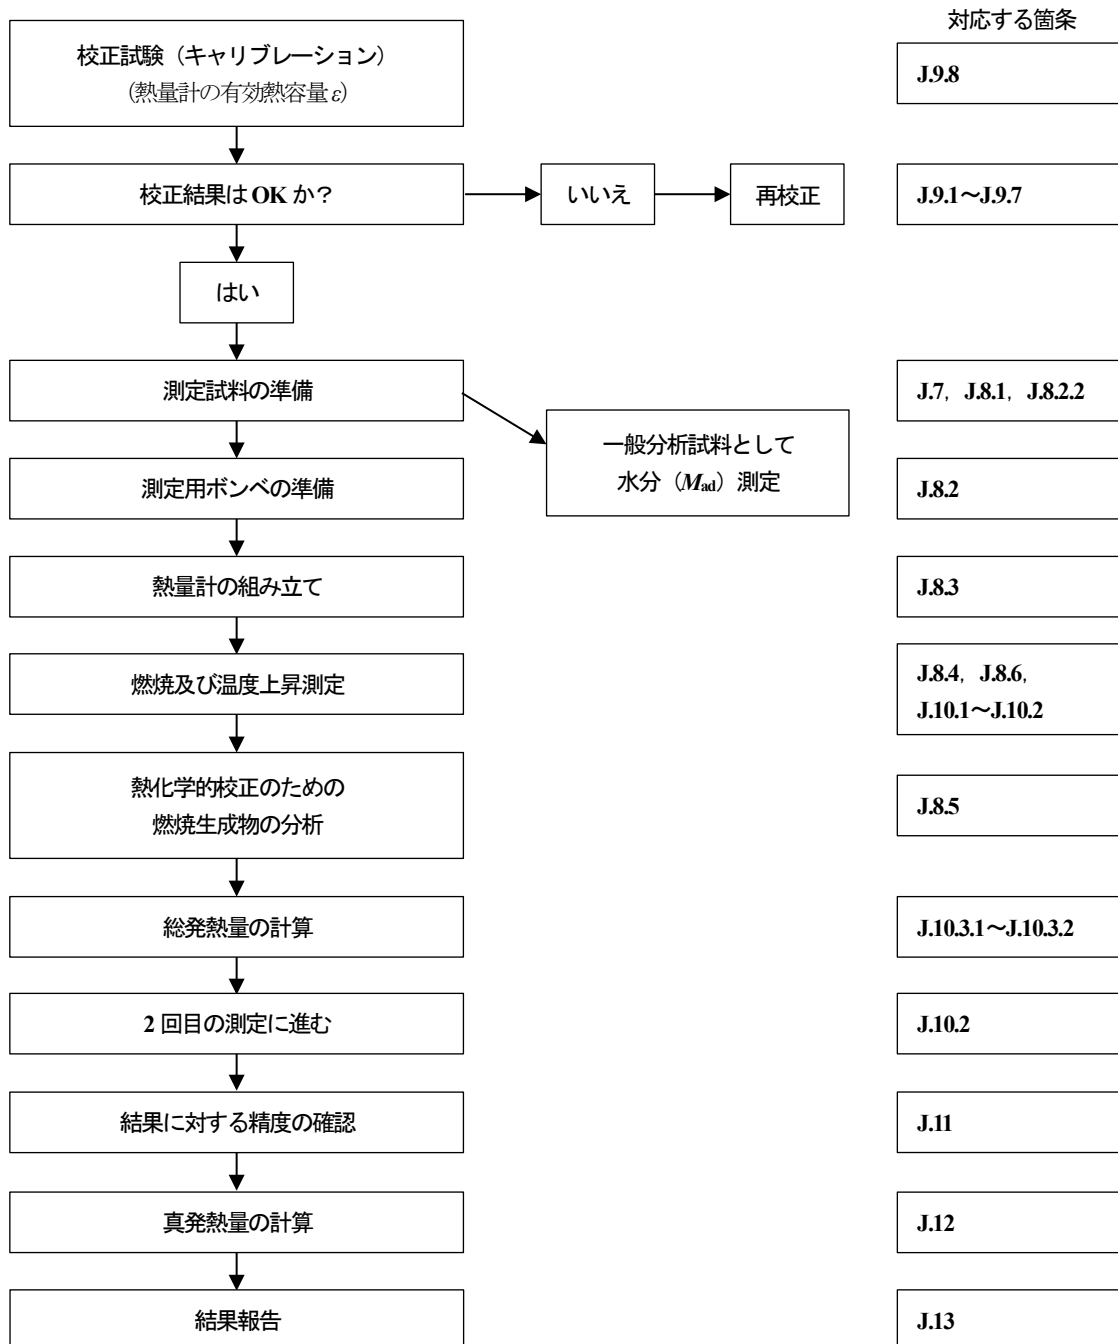 対応する箇条
校正試験（キャリブレーション）
（熱量計の有効熱容量 ε）
J.9.8
校正結果は OK か？
いいえ
再校正
J.9.1～J.9.7
はい
測定試料の準備
J.7，J.8.1，J.8.2.2
一般分析試料として
水分（Mad）測定
測定用ボンベの準備
J.8.2
熱量計の組み立て
J.8.3
燃焼及び温度上昇測定
J.8.4，J.8.6，
J.10.1～J.10.2
熱化学的校正のための
燃焼生成物の分析
J.8.5
総発熱量の計算
J.10.3.1～J.10.3.2
2 回目の測定に進む
J.10.2
結果に対する精度の確認
J.11
真発熱量の計算
J.12
結果報告
J.13